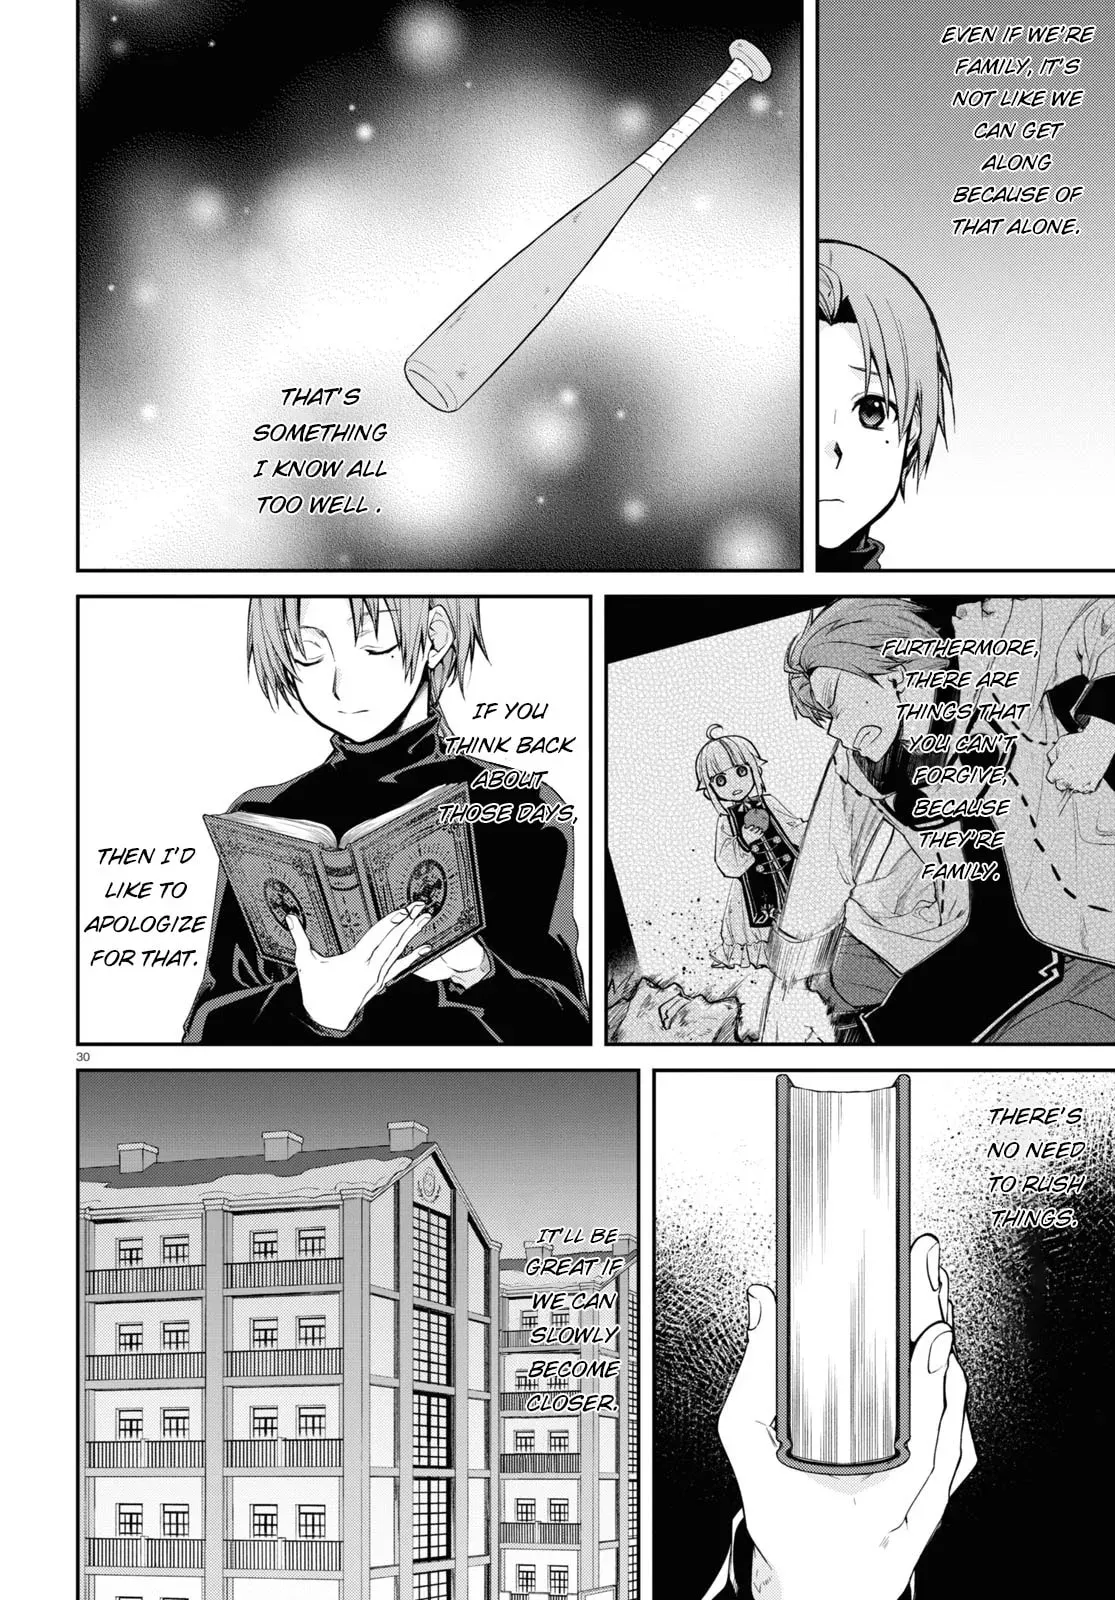 EVEN IF WE'RE
FAMILY, IT'S
NOT LIKE WE
CAN GET
ALONG
BECAUSE OF
THAT ALONE.
THAT'S
SOMETHING
I KNOW ALL
TOO WELL .
FURTHERMORE,
THERE ARE
THINGS THAT
YOU CAN'T
FORGIVE,
BECAUSE
THEY'RE
FAMILY.
IF YOU
THINK BACK
ABOUT
THOSE DAYS,
THEN I'D
LIKE TO
APOLOGIZE
FOR THAT.
30
THERE'S
NO NEED
TO RUSH
THINGS.
IT'LL BE
GREAT IF
WE CAN
SLOWLY
BECOME
CLOSER.